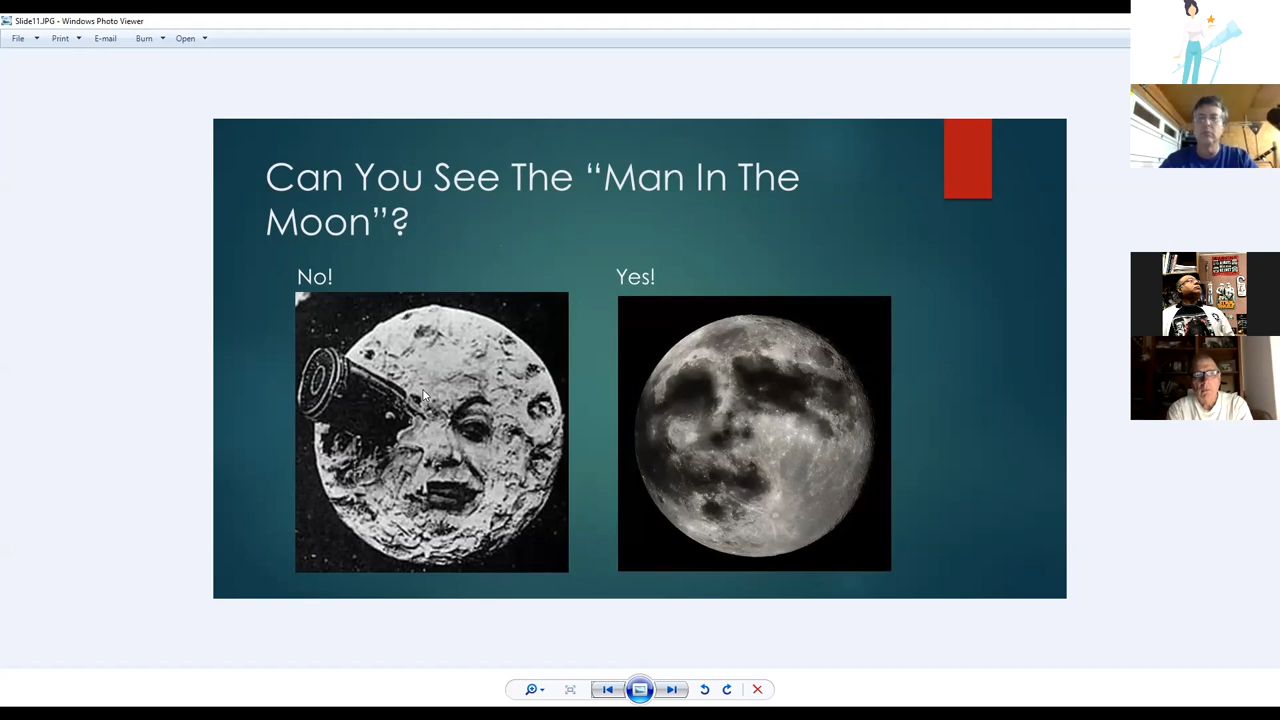 Slide11.JPG - Windows Photo Viewer
File Print E-mail Burn Open
Can You See The “Man In The
Moon”?
No! Yes!